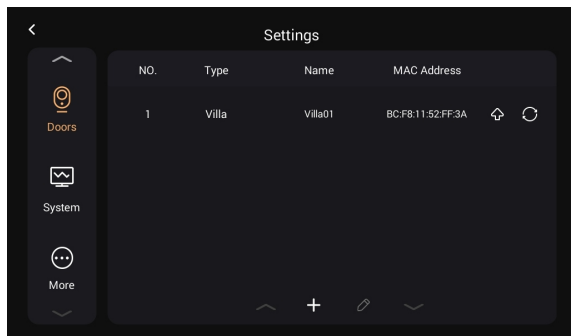 Settings
NO. Type Name MAC Address
1 Villa Villa01 BC:F8:11:52:FF:3A
Doors
System
More